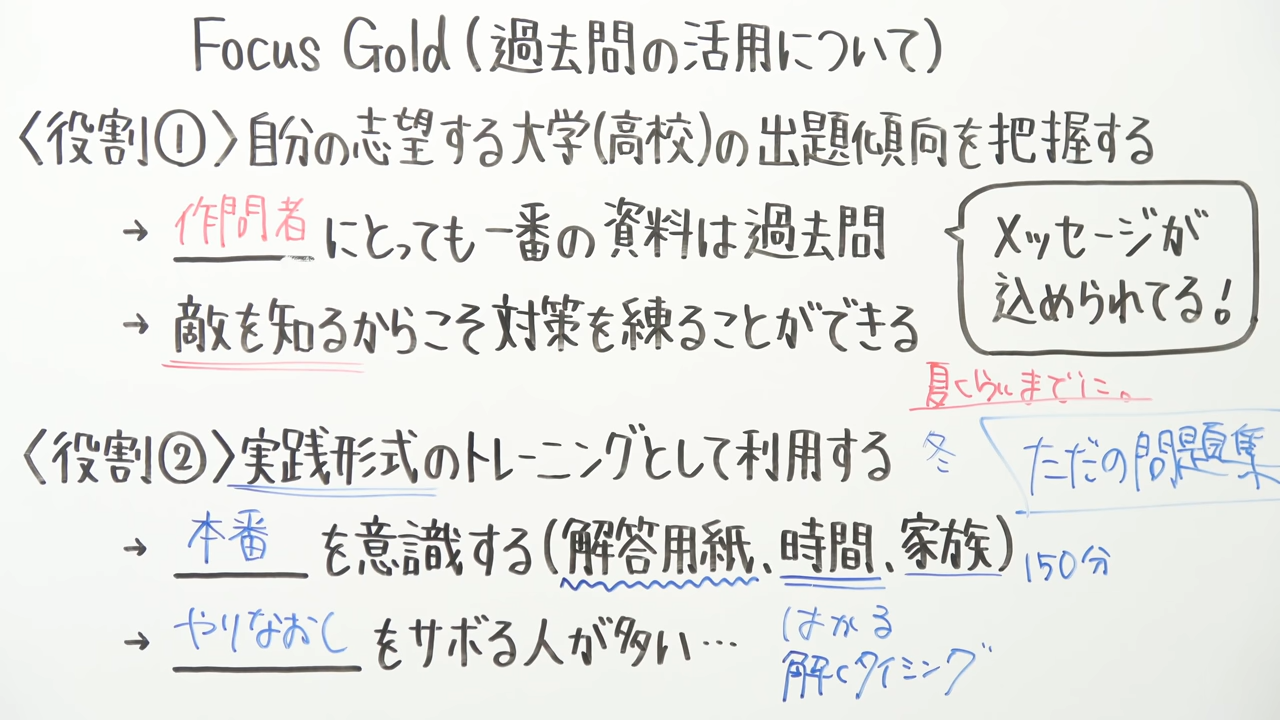 Focus Gold(過去問の活用について)
〈役割①〉自分の志望する大学(高校)の出題傾向を把握する
→ 作問者にとっても一番の資料は過去問
メッセージが
込められてる!
→ 敵を知るからこそ対策を練ることができる
夏くらいまでに。
〈役割②〉実践形式のトレーニングとして利用する
冬
ただの問題集
→ 本番を意識する(解答用紙、時間、家族)
150分
→ やりなおしをサボる人が多い…
はかる
解くタイミング